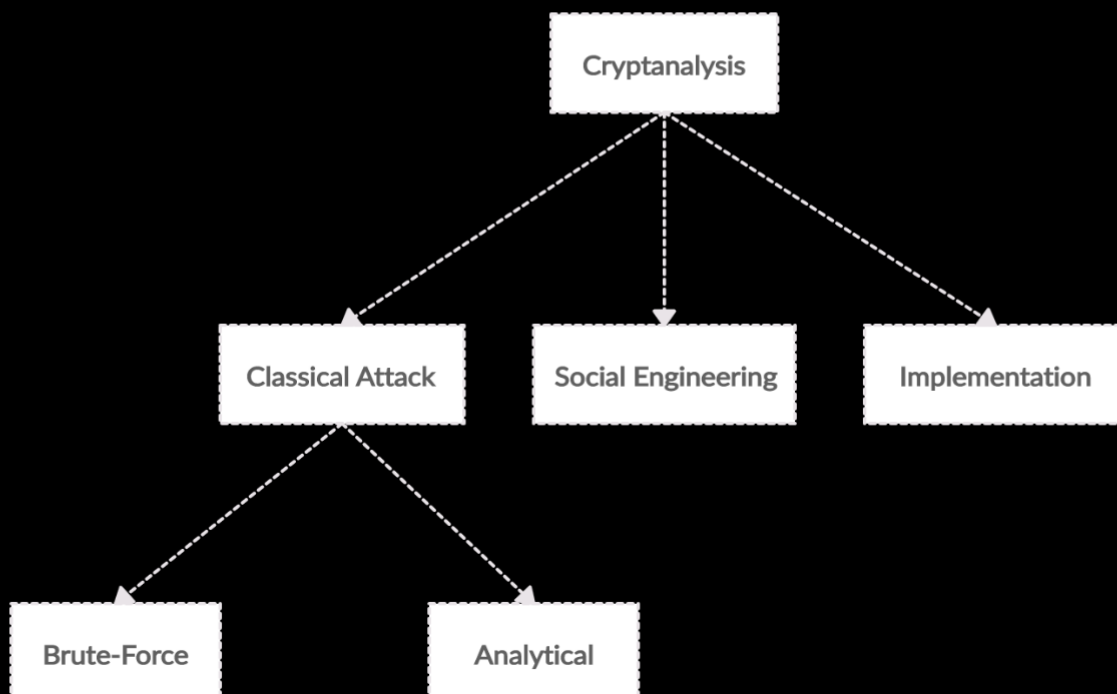 Cryptanalysis
Classical Attack
Social Engineering
Implementation
Brute-Force
Analytical